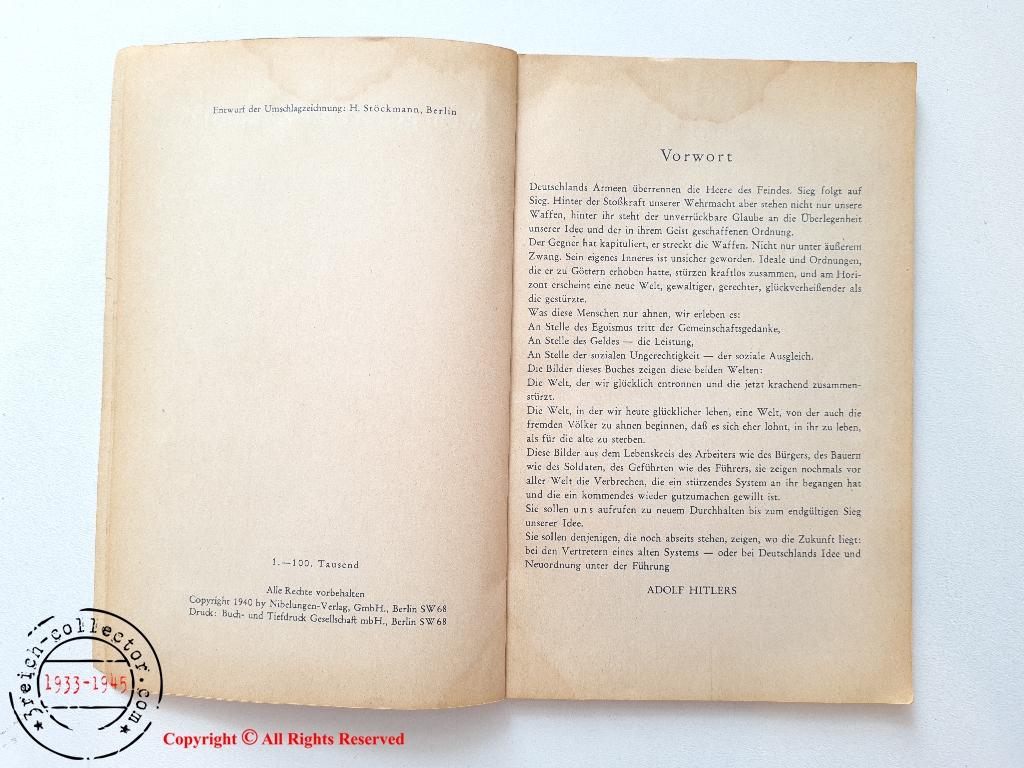 Entwurf der Umschlagzeichnung: H. Stöckmann, Berlin
1.—100. Tausend
Alle Rechte vorbehalten
Copyright 1940 by Nibelungen-Verlag, GmbH., Berlin SW 68
Druck: Buch- und Tiefdruck Gesellschaft mbH., Berlin SW 68
Vorwort
Deutschlands Armeen überrennen die Heere des Feindes. Sieg folgt auf
Sieg. Hinter der Stoßkraft unserer Wehrmacht aber stehen nicht nur unsere
Waffen, hinter ihr steht der unverrückbare Glaube an die Überlegenheit
unserer Idee und der in ihrem Geist geschaffenen Ordnung.
Der Gegner hat kapituliert, er streckt die Waffen. Nicht nur unter äußerem
Zwang. Sein eigenes Inneres ist unsicher geworden. Ideale und Ordnungen,
die er zu Göttern erhoben hatte, stürzen kraftlos zusammen, und am Hori-
zont erscheint eine neue Welt, gewaltiger, gerechter, glückverheißender als
die gestürzte.
Was diese Menschen nur ahnen, wir erleben es:
An Stelle des Egoismus tritt der Gemeinschaftsgedanke,
An Stelle des Geldes — die Leistung,
An Stelle der sozialen Ungerechtigkeit — der soziale Ausgleich.
Die Bilder dieses Buches zeigen diese beiden Welten:
Die Welt, der wir glücklich entronnen und die jetzt krachend zusammen-
stürzt.
Die Welt, in der wir heute glücklicher leben, eine Welt, von der auch die
fremden Völker zu ahnen beginnen, daß es sich eher lohnt, in ihr zu leben,
als für die alte zu sterben.
Diese Bilder aus dem Lebenskreis des Arbeiters wie des Bürgers, des Bauern
wie des Soldaten, des Geführten wie des Führers, sie zeigen nochmals vor
aller Welt die Verbrechen, die ein stürzendes System an ihr begangen hat
und die ein kommendes wieder gutzumachen gewillt ist.
Sie sollen uns aufrufen zu neuem Durchhalten bis zum endgültigen Sieg
unserer Idee.
Sie sollen denjenigen, die noch abseits stehen, zeigen, wo die Zukunft liegt:
bei den Vertretern eines alten Systems — oder bei Deutschlands Idee und
Neuordnung unter der Führung
ADOLF HITLERS
3reich-collector.com
1933-1945
Copyright © All Rights Reserved